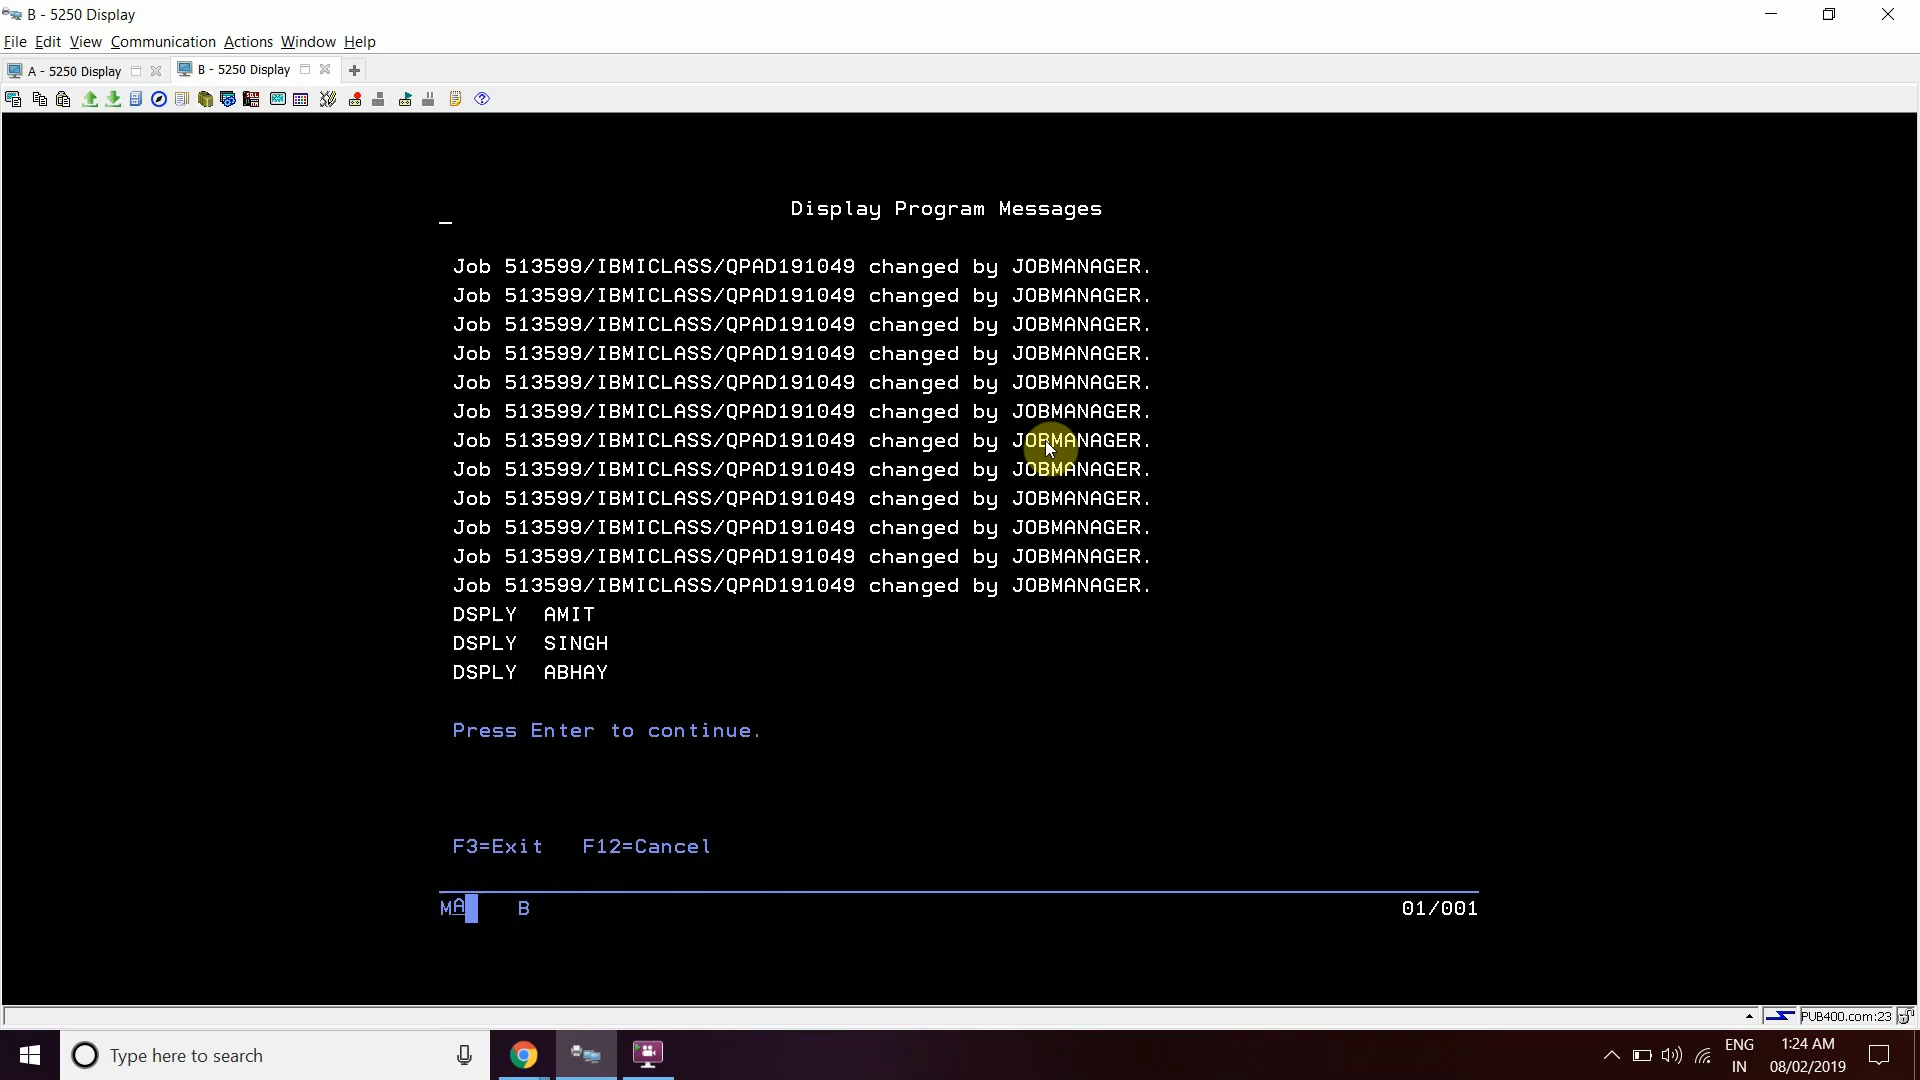 B - 5250 Display
File Edit View Communication Actions Window Help
A - 5250 Display B - 5250 Display
Display Program Messages
Job 513599/IBMICLASS/QPAD191049 changed by JOBMANAGER.
Job 513599/IBMICLASS/QPAD191049 changed by JOBMANAGER.
Job 513599/IBMICLASS/QPAD191049 changed by JOBMANAGER.
Job 513599/IBMICLASS/QPAD191049 changed by JOBMANAGER.
Job 513599/IBMICLASS/QPAD191049 changed by JOBMANAGER.
Job 513599/IBMICLASS/QPAD191049 changed by JOBMANAGER.
Job 513599/IBMICLASS/QPAD191049 changed by JOBMANAGER.
Job 513599/IBMICLASS/QPAD191049 changed by JOBMANAGER.
Job 513599/IBMICLASS/QPAD191049 changed by JOBMANAGER.
Job 513599/IBMICLASS/QPAD191049 changed by JOBMANAGER.
Job 513599/IBMICLASS/QPAD191049 changed by JOBMANAGER.
Job 513599/IBMICLASS/QPAD191049 changed by JOBMANAGER.
DSPLY AMIT
DSPLY SINGH
DSPLY ABHAY
Press Enter to continue.
F3=Exit F12=Cancel
MA B 01/001
PUB400.com:23
Type here to search
ENG 1:24 AM
IN 08/02/2019